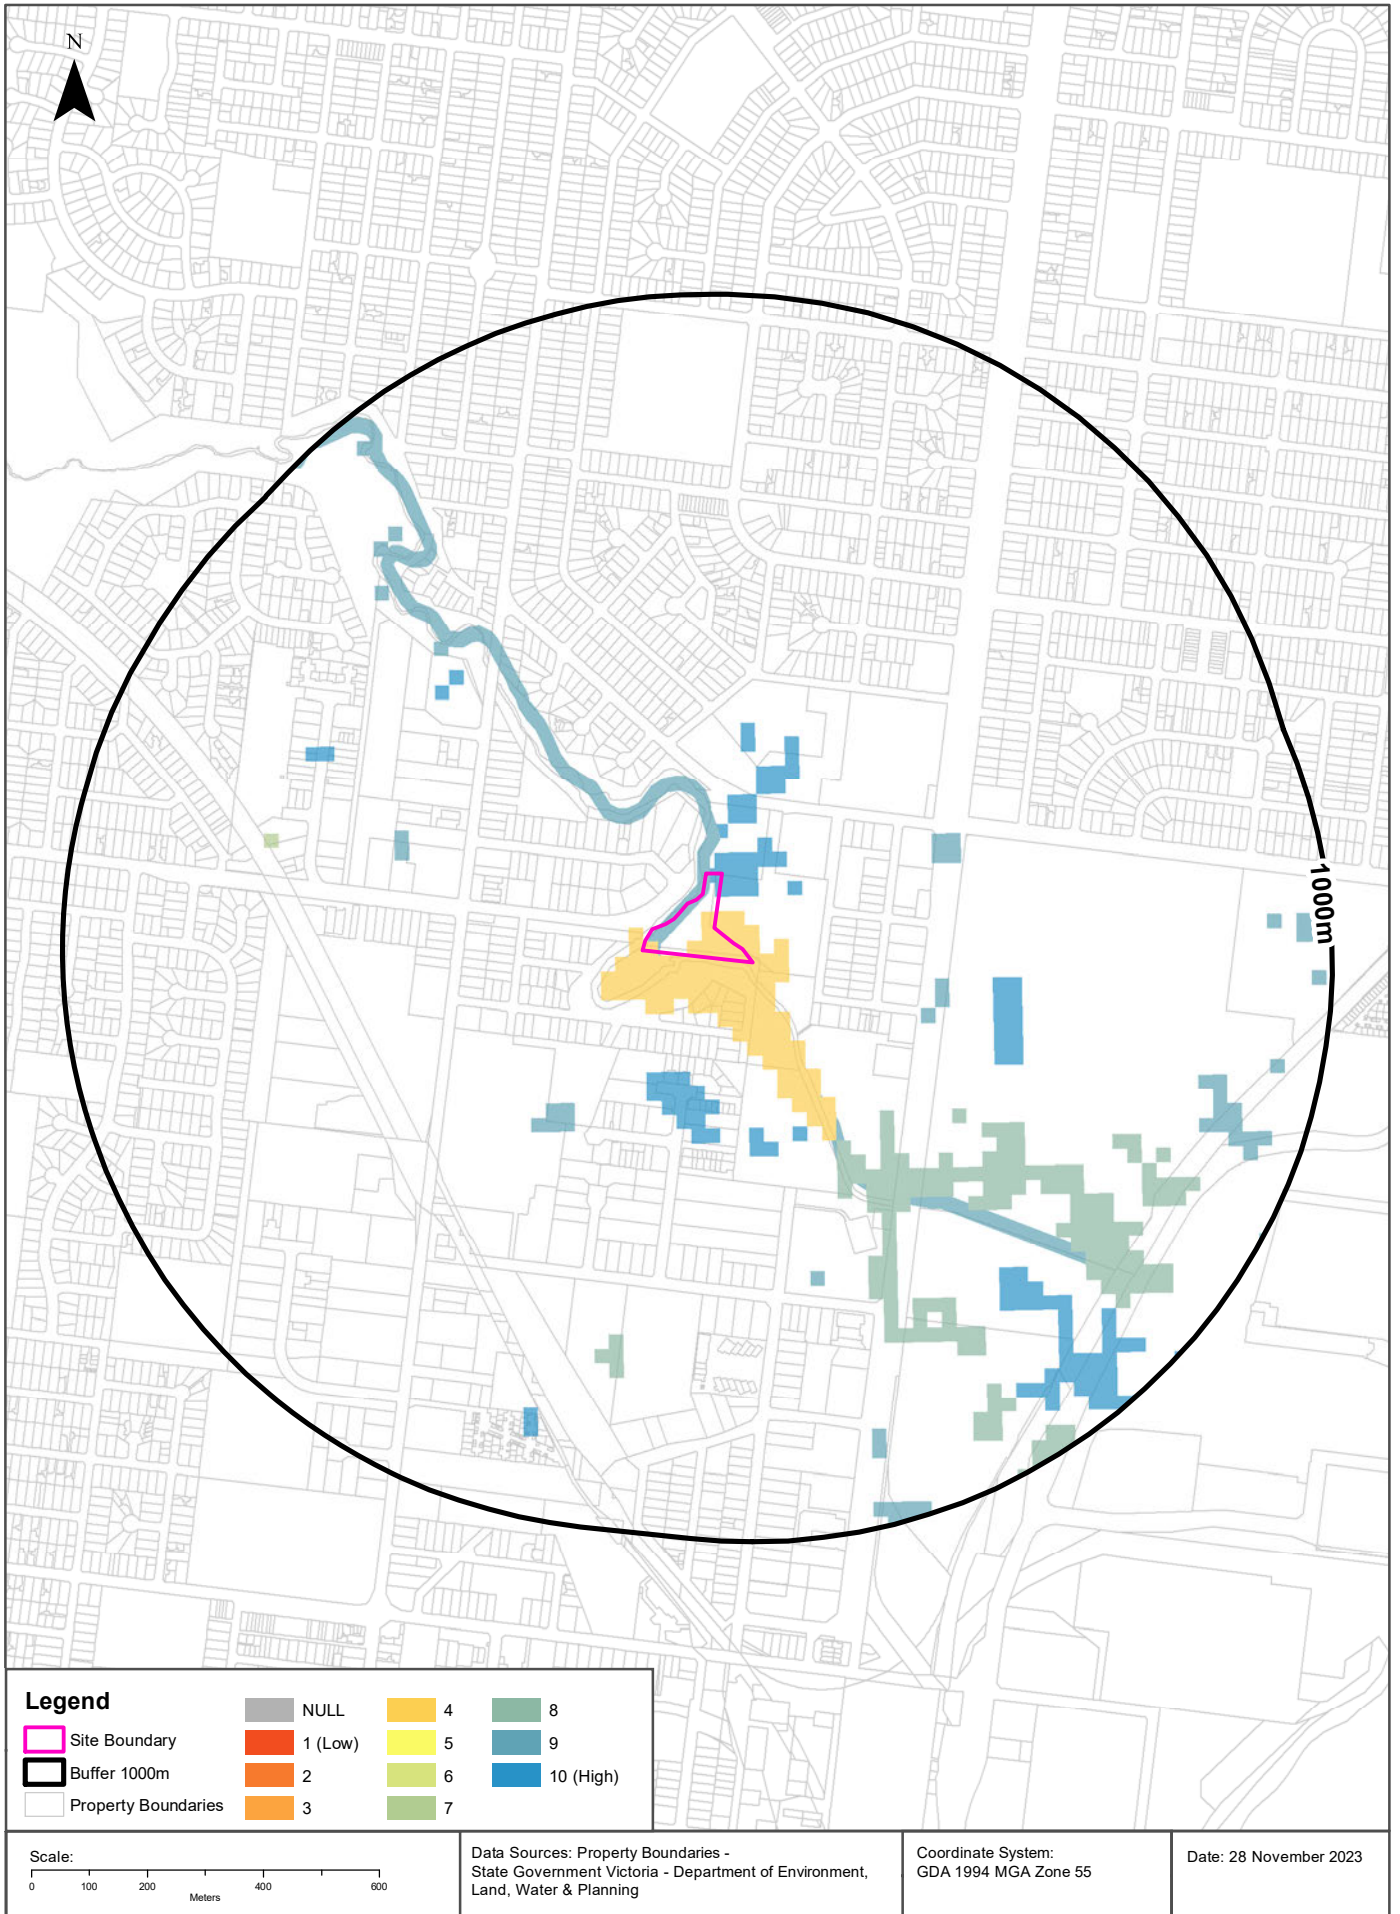 N
1000m
Legend
Site Boundary
Buffer 1000m
Property Boundaries
NULL
1 (Low)
2
3
4
5
6
7
8
9
10 (High)
Scale:
0 100 200 400 600
Meters
Data Sources: Property Boundaries -
State Government Victoria - Department of Environment,
Land, Water & Planning
Coordinate System:
GDA 1994 MGA Zone 55
Date: 28 November 2023